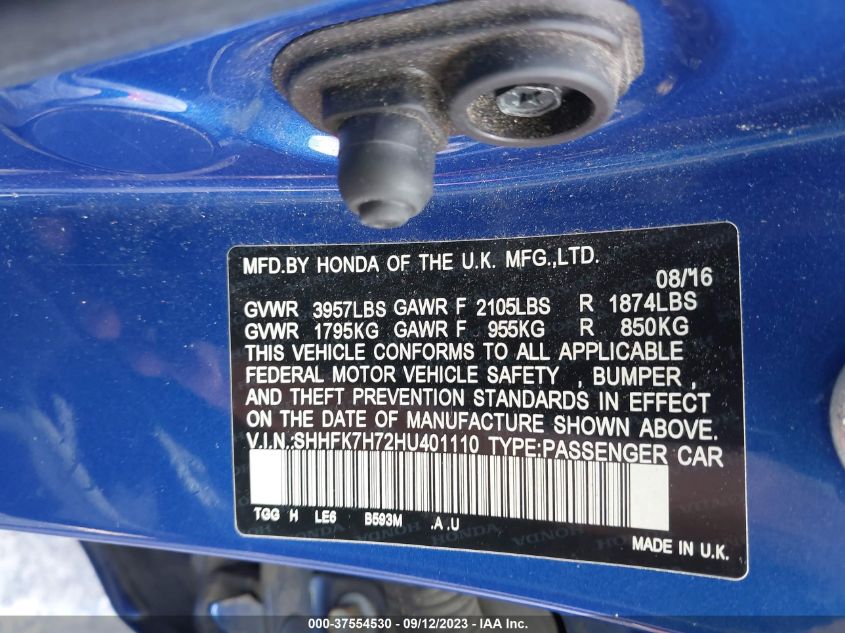 MFD.BY HONDA OF THE U.K. MFG.,LTD.
08/16
GVWR 3957LBS GAWR F 2105LBS R 1874LBS
GVWR 1795KG GAWR F 955KG R 850KG
THIS VEHICLE CONFORMS TO ALL APPLICABLE
FEDERAL MOTOR VEHICLE SAFETY , BUMPER ,
AND THEFT PREVENTION STANDARDS IN EFFECT
ON THE DATE OF MANUFACTURE SHOWN ABOVE.
V.I.N.:SHHFK7H72HU401110 TYPE:PASSENGER CAR
TGG H LE6 B593M .A .U
HONDA HONDA
MADE IN U.K.
000-37554530 - 09/12/2023 - IAA Inc.